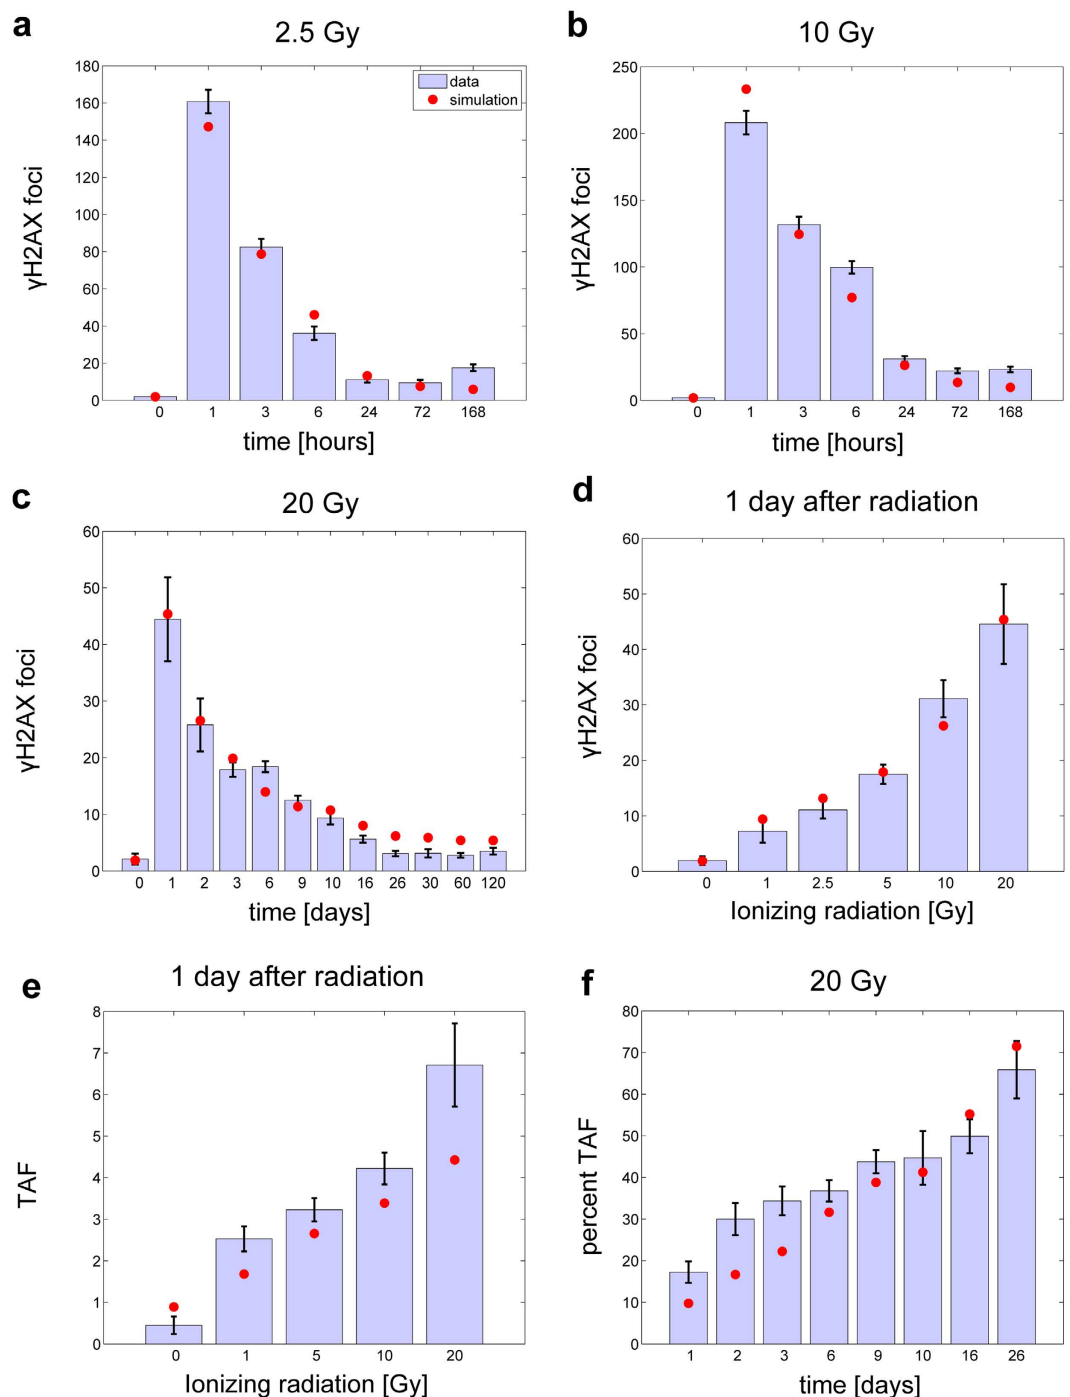 a
2.5 Gy
180
160
140
120
100
80
60
40
20
0
γH2AX foci
data
simulation
0 1 3 6 24 72 168
time [hours]
b
10 Gy
250
200
150
100
50
0
γH2AX foci
0 1 3 6 24 72 168
time [hours]
c
20 Gy
60
50
40
30
20
10
0
γH2AX foci
0 1 2 3 6 9 10 16 26 30 60 120
time [days]
d
1 day after radiation
60
50
40
30
20
10
0
γH2AX foci
0 1 2.5 5 10 20
Ionizing radiation [Gy]
e
1 day after radiation
8
7
6
5
4
3
2
1
0
TAF
0 1 5 10 20
Ionizing radiation [Gy]
f
20 Gy
80
70
60
50
40
30
20
10
0
percent TAF
1 2 3 6 9 10 16 26
time [days]